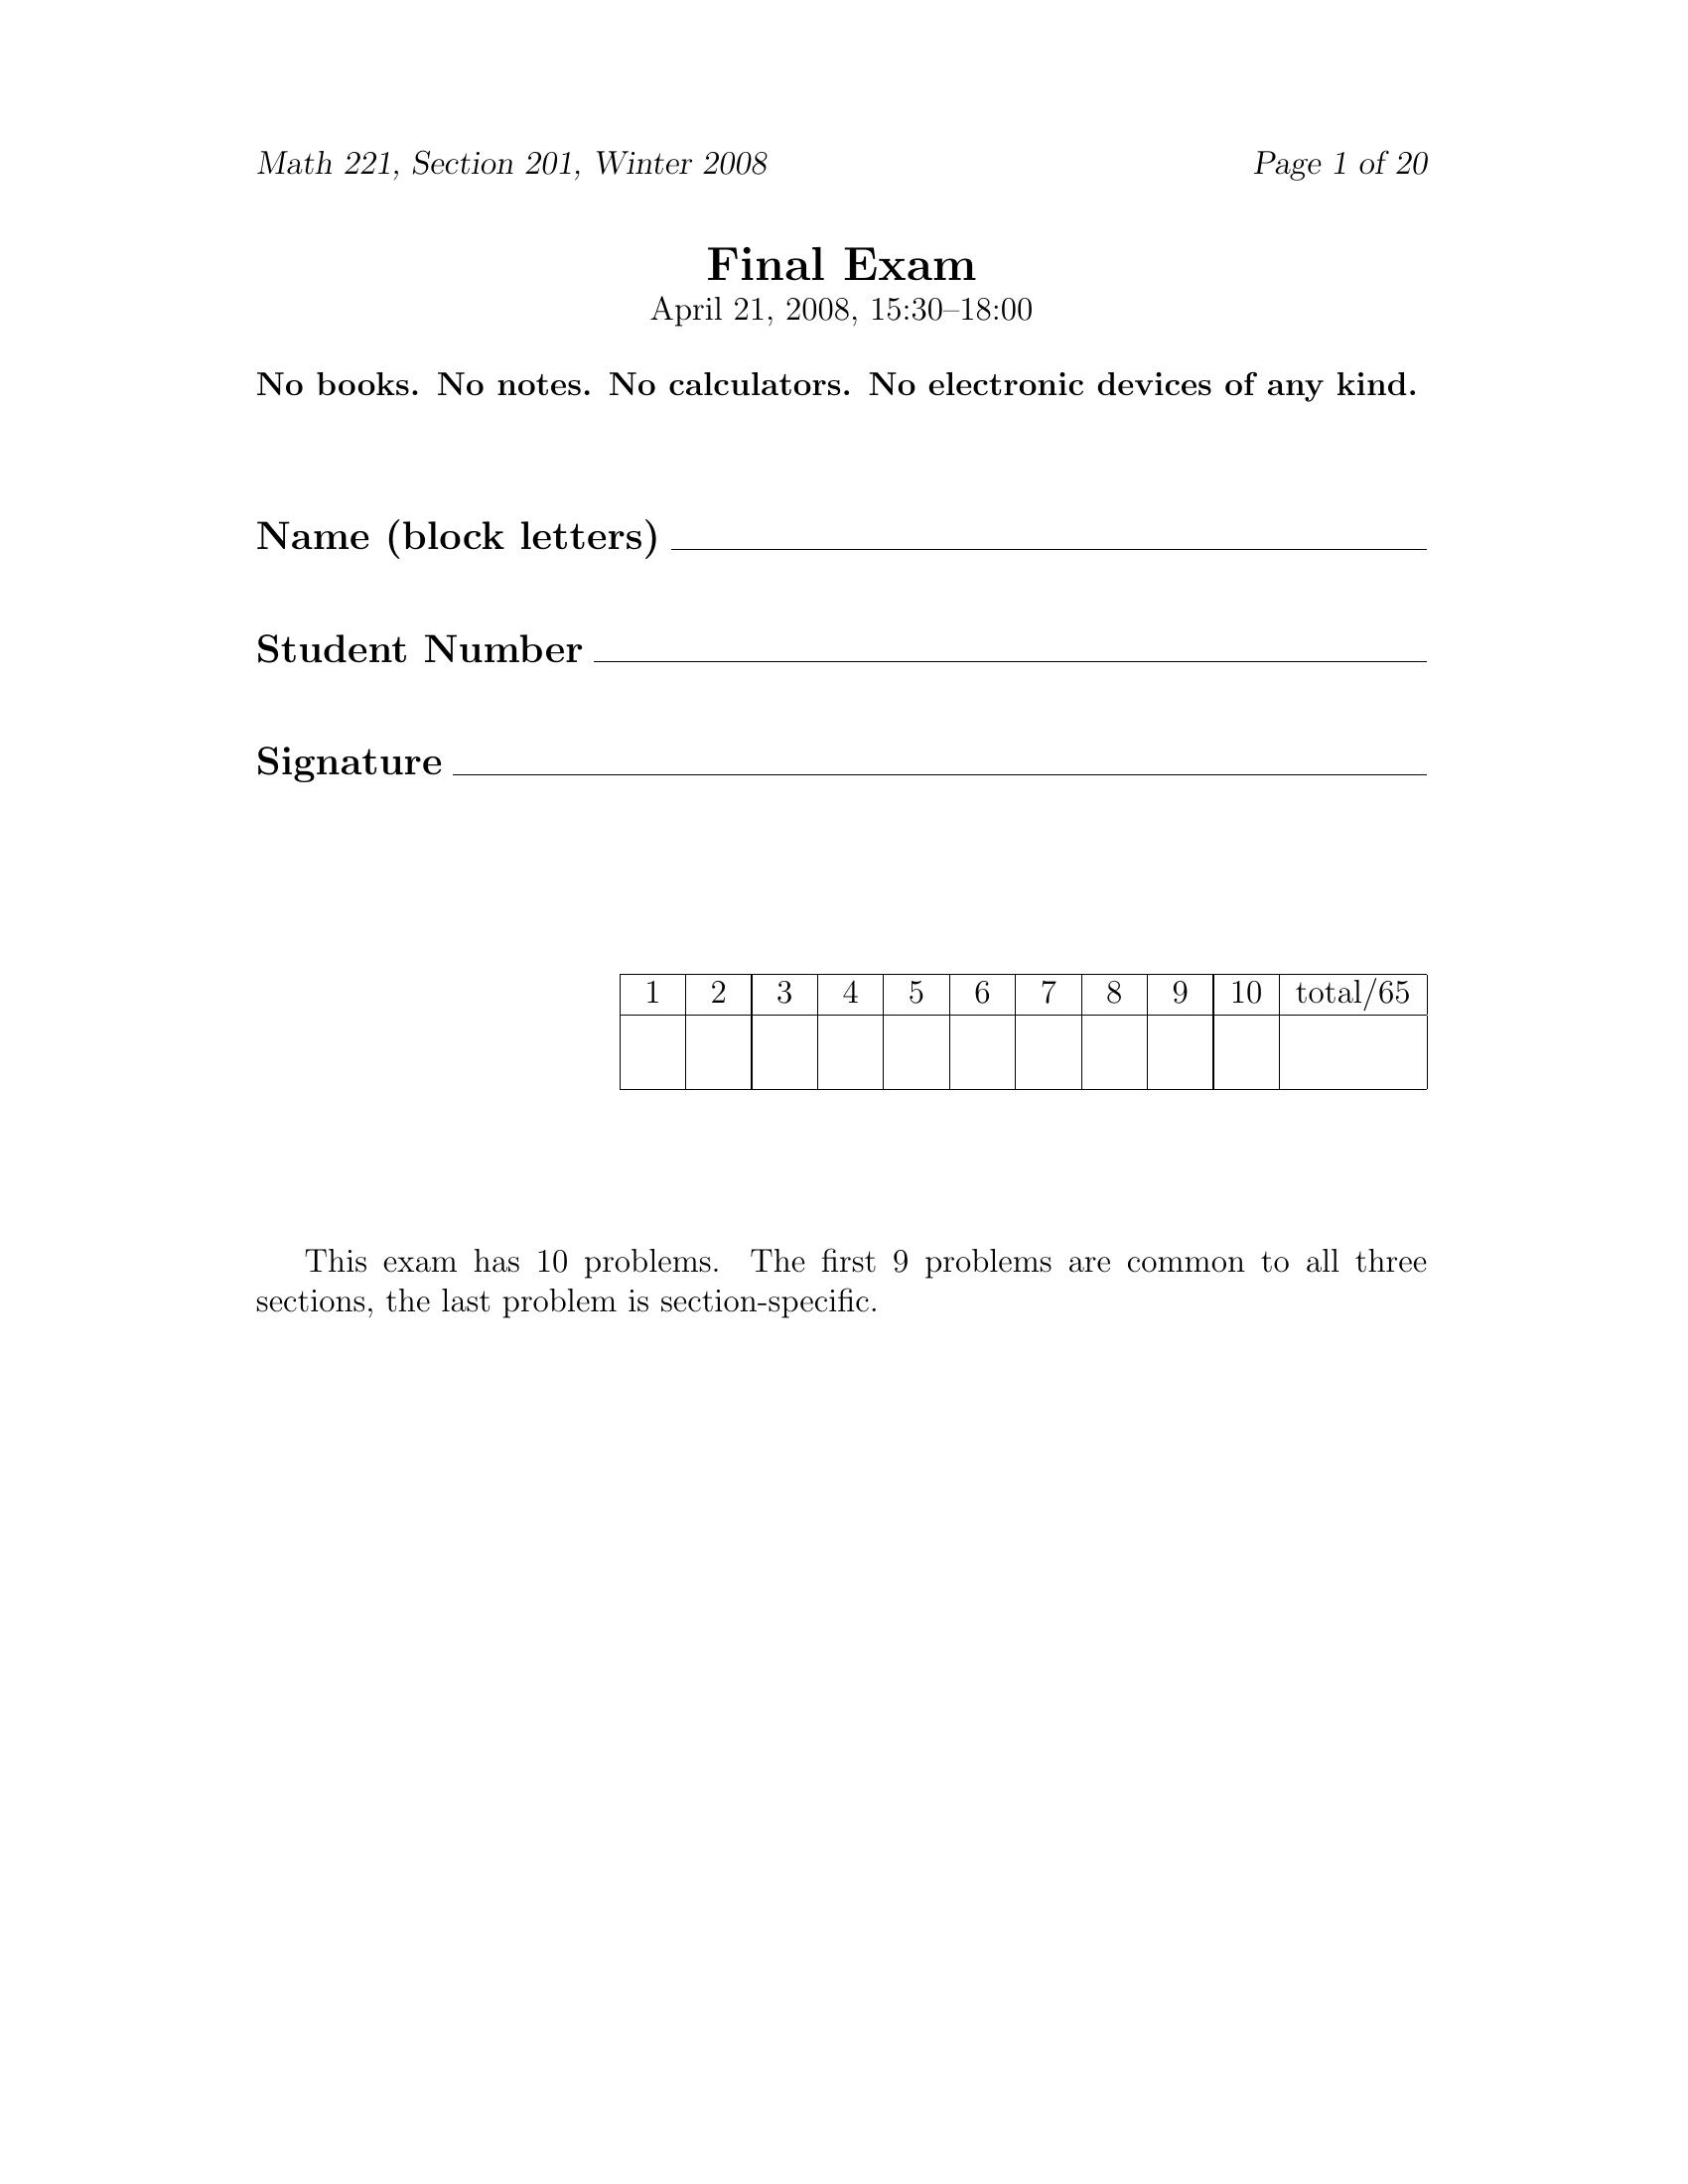 Math 221, Section 201, Winter 2008 Page 1 of 20
Final Exam
April 21, 2008, 15:30–18:00
No books. No notes. No calculators. No electronic devices of any kind.
Name (block letters)
Student Number
Signature
1 2 3 4 5 6 7 8 9 10 total/65
This exam has 10 problems. The first 9 problems are common to all three
sections, the last problem is section-specific.